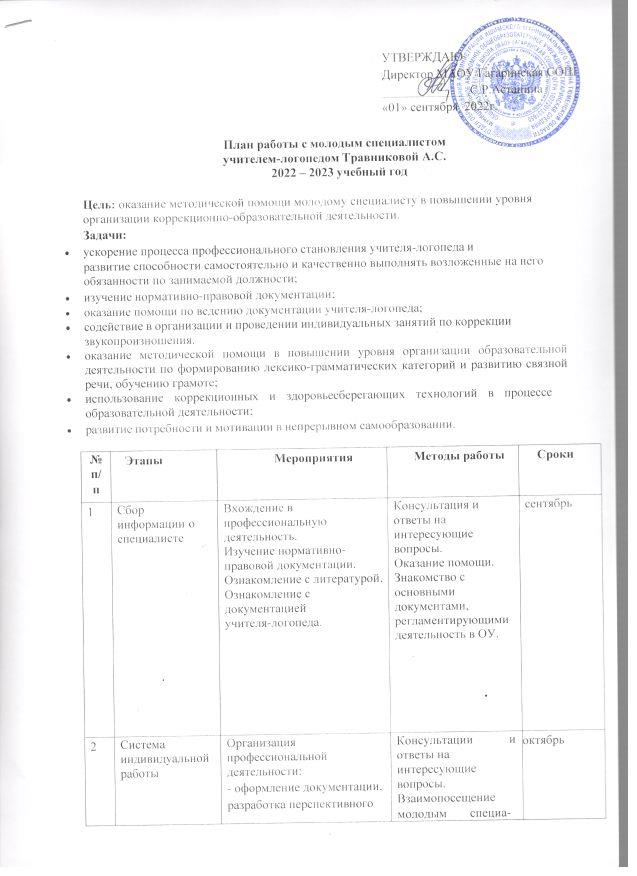 УТВЕРЖДАЮ
Директор МАОУ Гагаринская СОШ
С.Р.Астанина
«01» сентября 2022г.
План работы с молодым специалистом
учителем-логопедом Травниковой А.С.
2022 – 2023 учебный год
Цель: оказание методической помощи молодому специалисту в повышении уровня
организации коррекционно-образовательной деятельности.
Задачи:
• ускорение процесса профессионального становления учителя-логопеда и
развитие способности самостоятельно и качественно выполнять возложенные на него
обязанности по занимаемой должности;
• изучение нормативно-правовой документации;
• оказание помощи по ведению документации учителя-логопеда;
• содействие в организации и проведении индивидуальных занятий по коррекции
звукопроизношения.
• оказание методической помощи в повышении уровня организации образовательной
деятельности по формированию лексико-грамматических категорий и развитию связной
речи, обучению грамоте;
• использование коррекционных и здоровьесберегающих технологий в процессе
образовательной деятельности;
• развитие потребности и мотивации в непрерывном самообразовании.
№ Этапы Мероприятия Методы работы Сроки
п/
п
1
Сбор
информации о
специалисте
Вхождение в
профессиональную
деятельность.
Изучение нормативно-
правовой документации.
Ознакомление с литературой.
Ознакомление с
документацией
учителя-логопеда.
Консультация и
ответы на
интересующие
вопросы.
Оказание помощи.
Знакомство с
основными
документами,
регламентирующими
деятельность в ОУ.
сентябрь
2
Система
индивидуальной
работы
Организация
профессиональной
деятельности:
- оформление документации,
разработка перспективного
Консультации и
ответы на
интересующие
вопросы.
Взаимопосещение
молодым специа-
октябрь